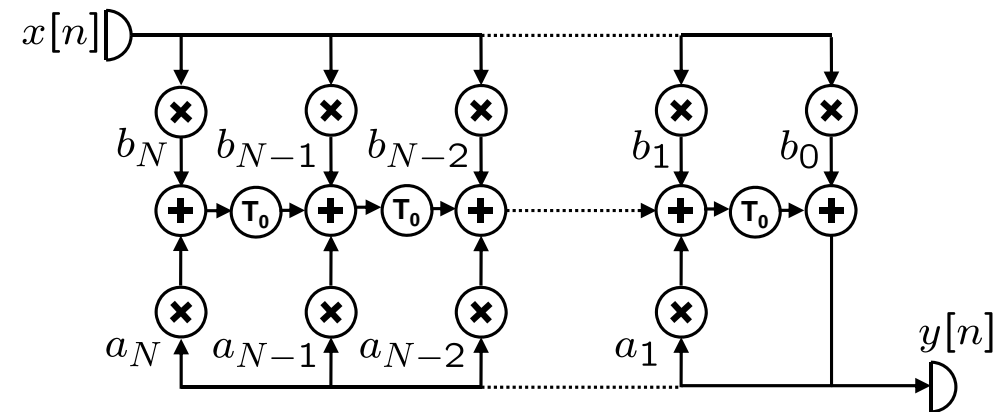 x[n]
b_N b_{N-1} b_{N-2} b_1 b_0
T_0 T_0 T_0
a_N a_{N-1} a_{N-2} a_1
y[n]